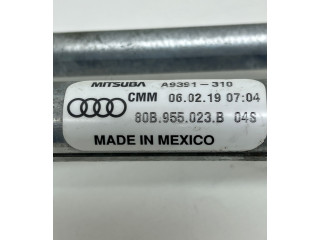 MITSUBA A9391-310
CMM 06.02.19 07:04
80B.955.023.B 04S
MADE IN MEXICO